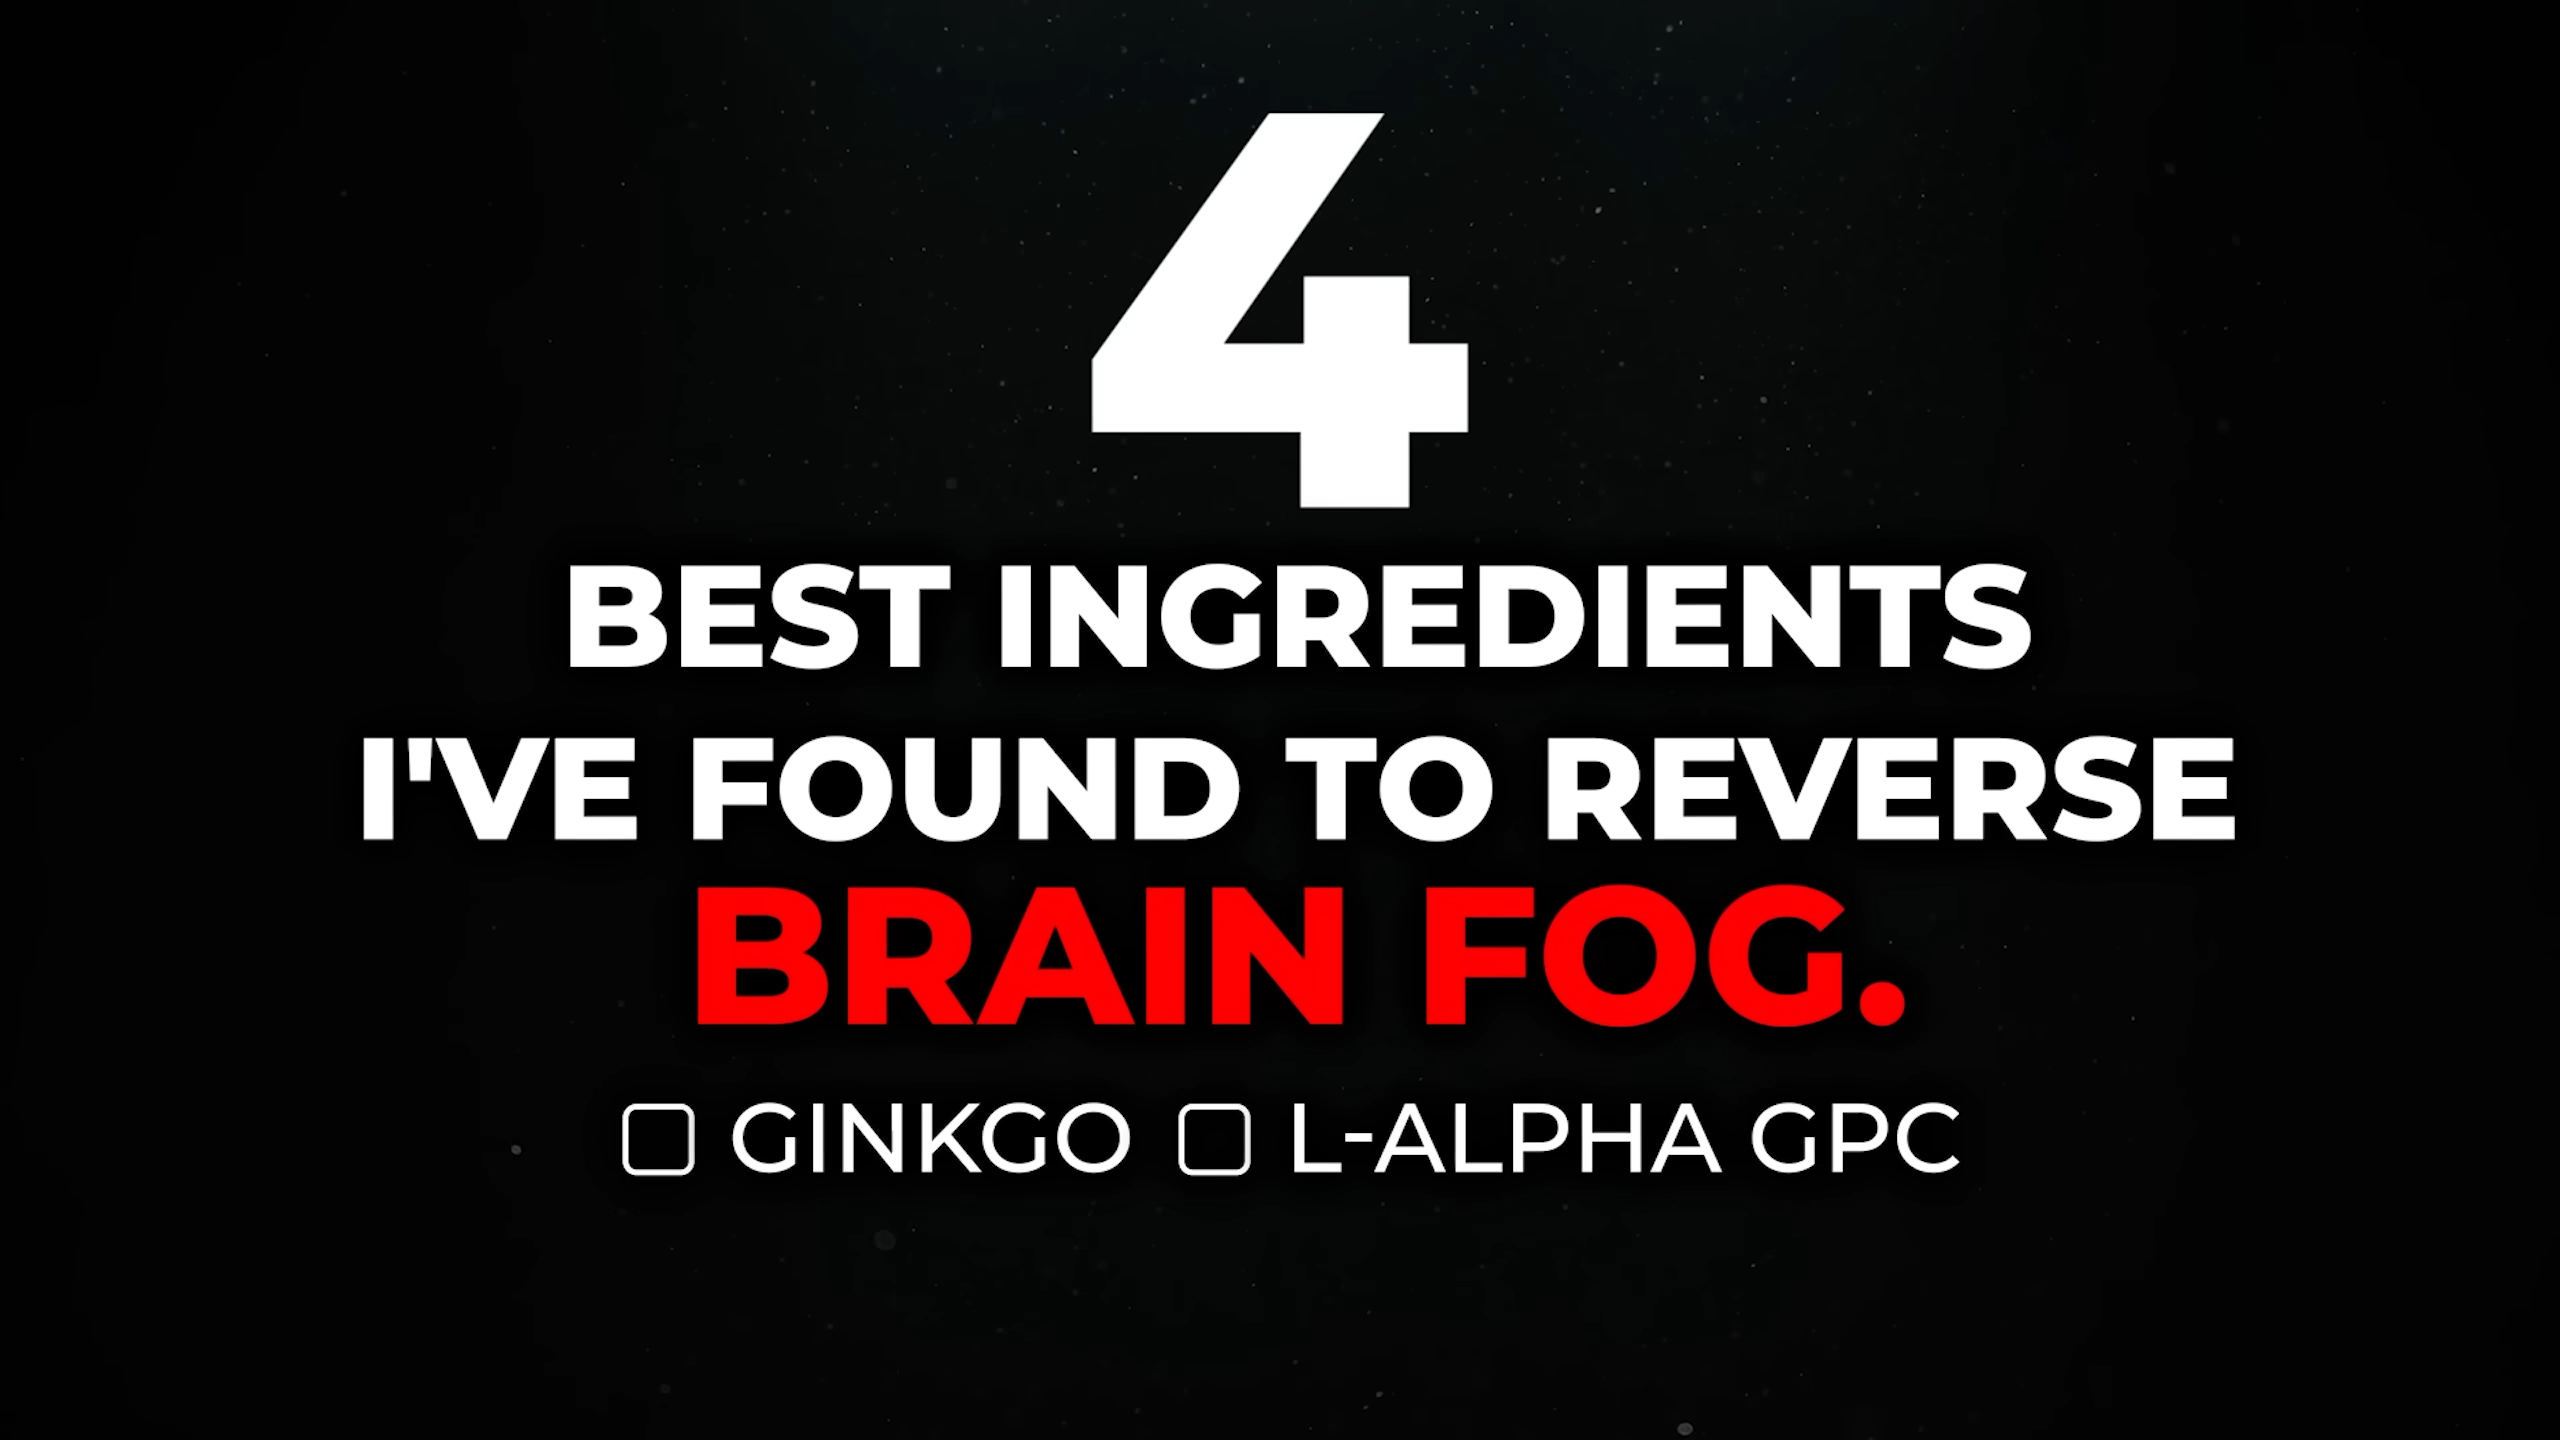 4
BEST INGREDIENTS
I'VE FOUND TO REVERSE
BRAIN FOG.
☐ GINKGO ☐ L-ALPHA GPC